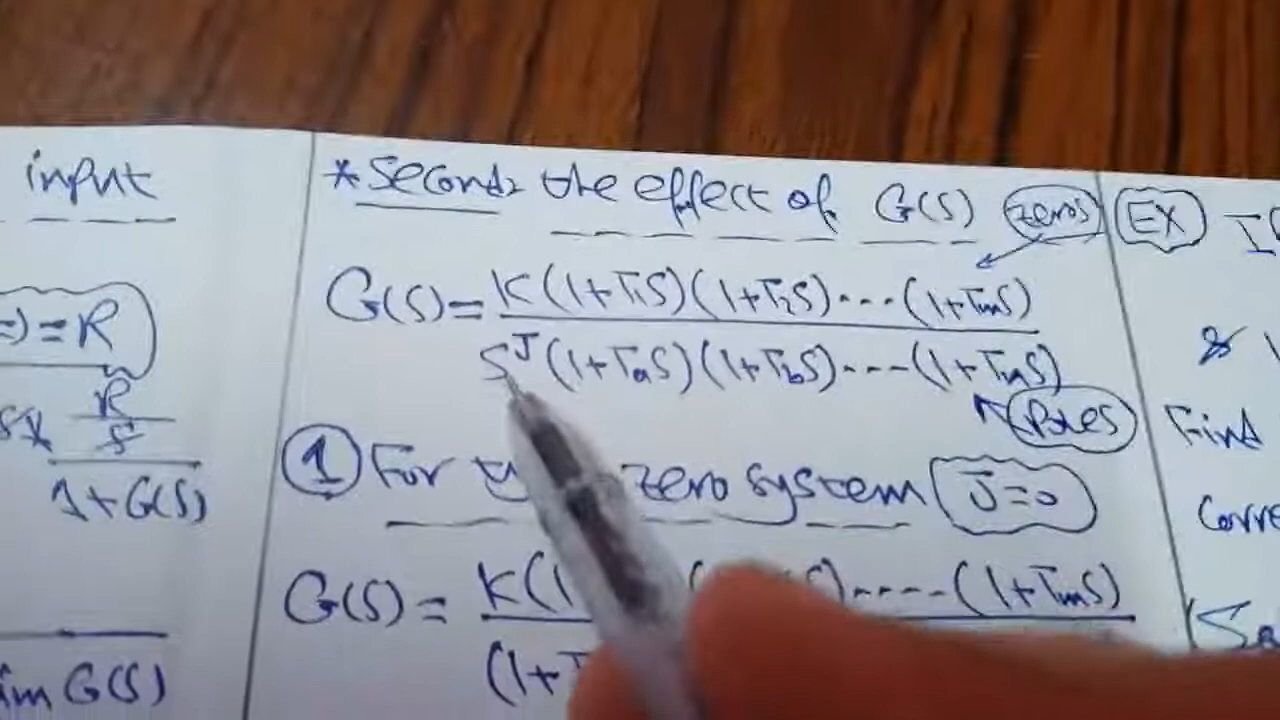 input
=) = R
R
S
1+G(S)
im G(S)
* Second, the effect of G(S) zeros
G(S) = K(1+T1S)(1+T2S)....(1+TmS)
S^J (1+TaS)(1+TbS)....(1+TnS)
Poles
① For zero system J=0
G(S) = K(1 ....(1+TmS)
(1+T
EX
&
Find
Corre